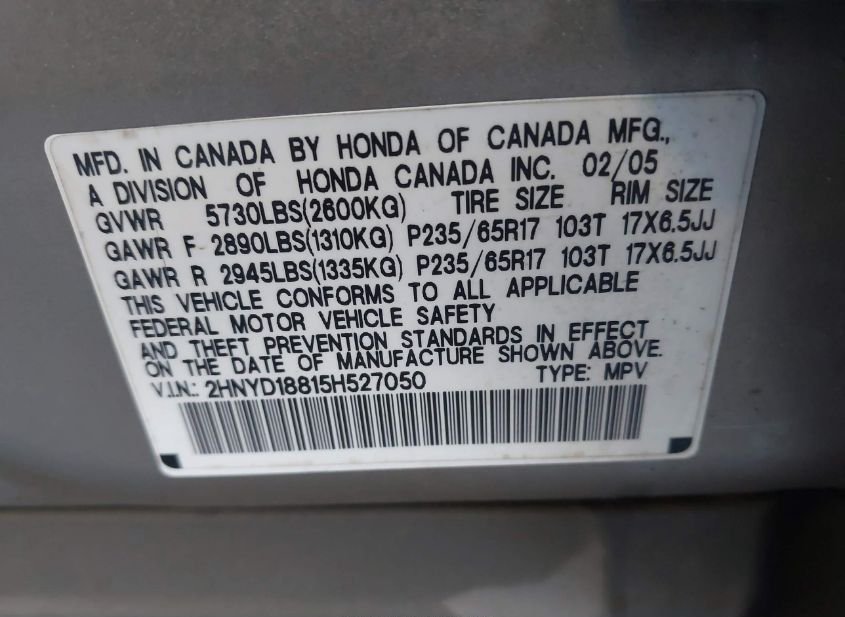 MFD. IN CANADA BY HONDA OF CANADA MFG.,
A DIVISION OF HONDA CANADA INC. 02/05
GVWR 5730LBS(2600KG) TIRE SIZE RIM SIZE
GAWR F 2890LBS(1310KG) P235/65R17 103T 17X6.5JJ
GAWR R 2945LBS(1335KG) P235/65R17 103T 17X6.5JJ
THIS VEHICLE CONFORMS TO ALL APPLICABLE
FEDERAL MOTOR VEHICLE SAFETY
AND THEFT PREVENTION STANDARDS IN EFFECT
ON THE DATE OF MANUFACTURE SHOWN ABOVE.
V.I.N.: 2HNYD18815H527050 TYPE: MPV